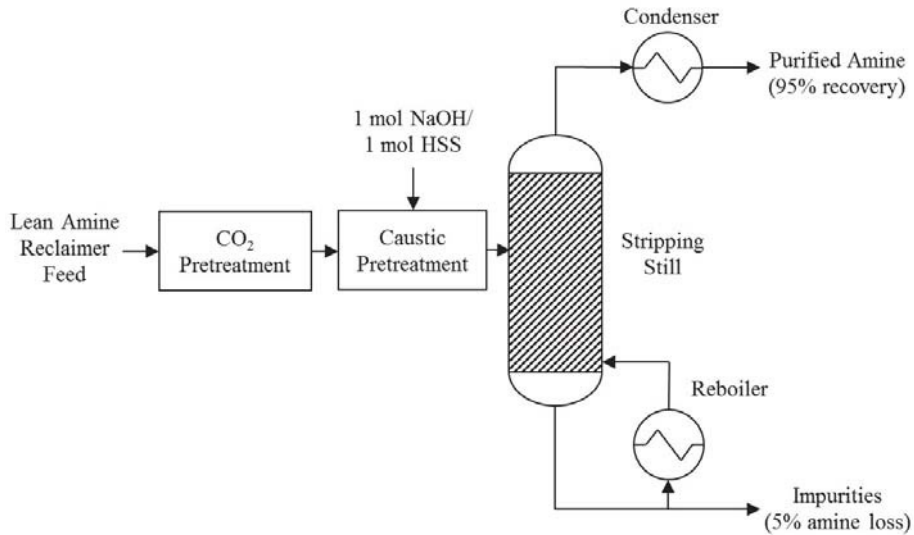 Condenser
Purified Amine
(95% recovery)
1 mol NaOH/
1 mol HSS
Lean Amine
Reclaimer
Feed
CO₂
Pretreatment
Caustic
Pretreatment
Stripping
Still
Reboiler
Impurities
(5% amine loss)